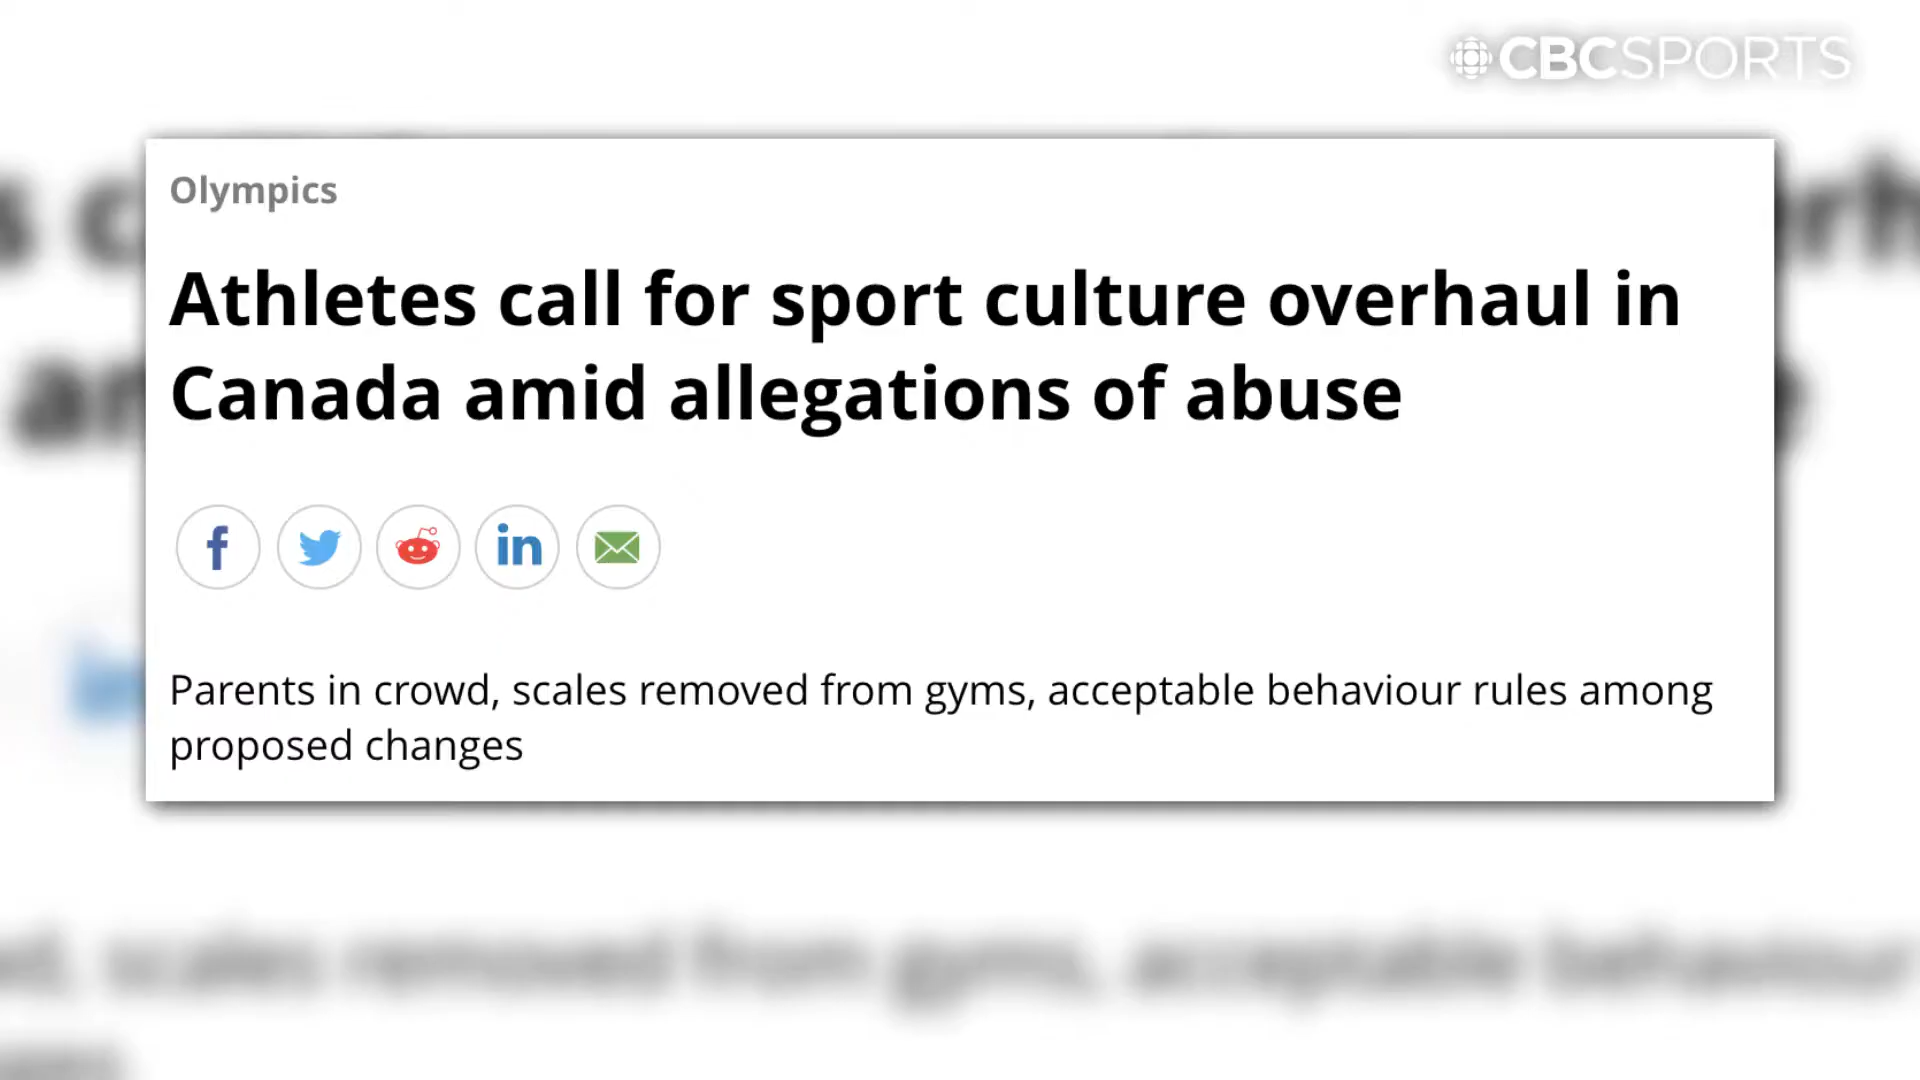 CBCSPORTS
Olympics
Athletes call for sport culture overhaul in
Canada amid allegations of abuse
Parents in crowd, scales removed from gyms, acceptable behaviour rules among
proposed changes